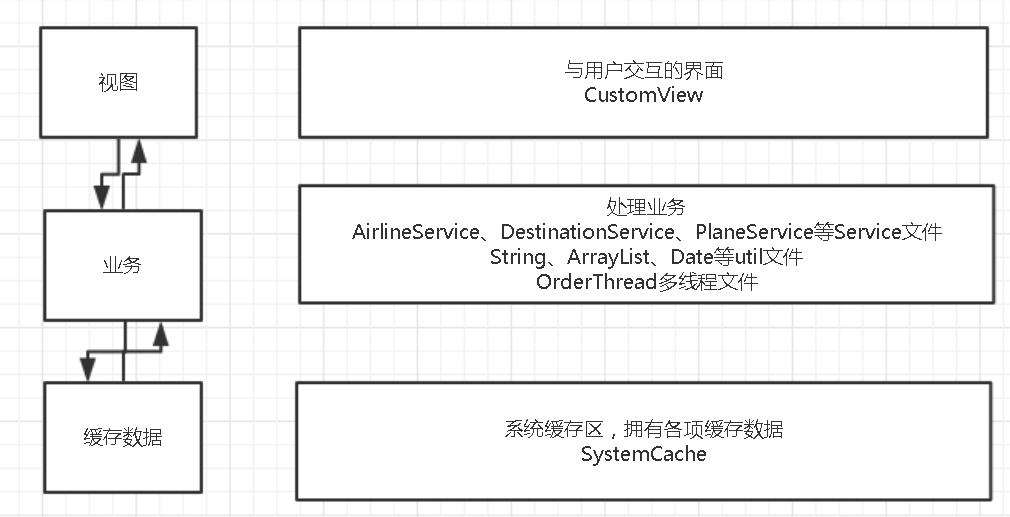 视图
与用户交互的界面
CustomView
业务
处理业务
AirlineService、DestinationService、PlaneService等Service文件
String、ArrayList、Date等util文件
OrderThread多线程文件
缓存数据
系统缓存区，拥有各项缓存数据
SystemCache